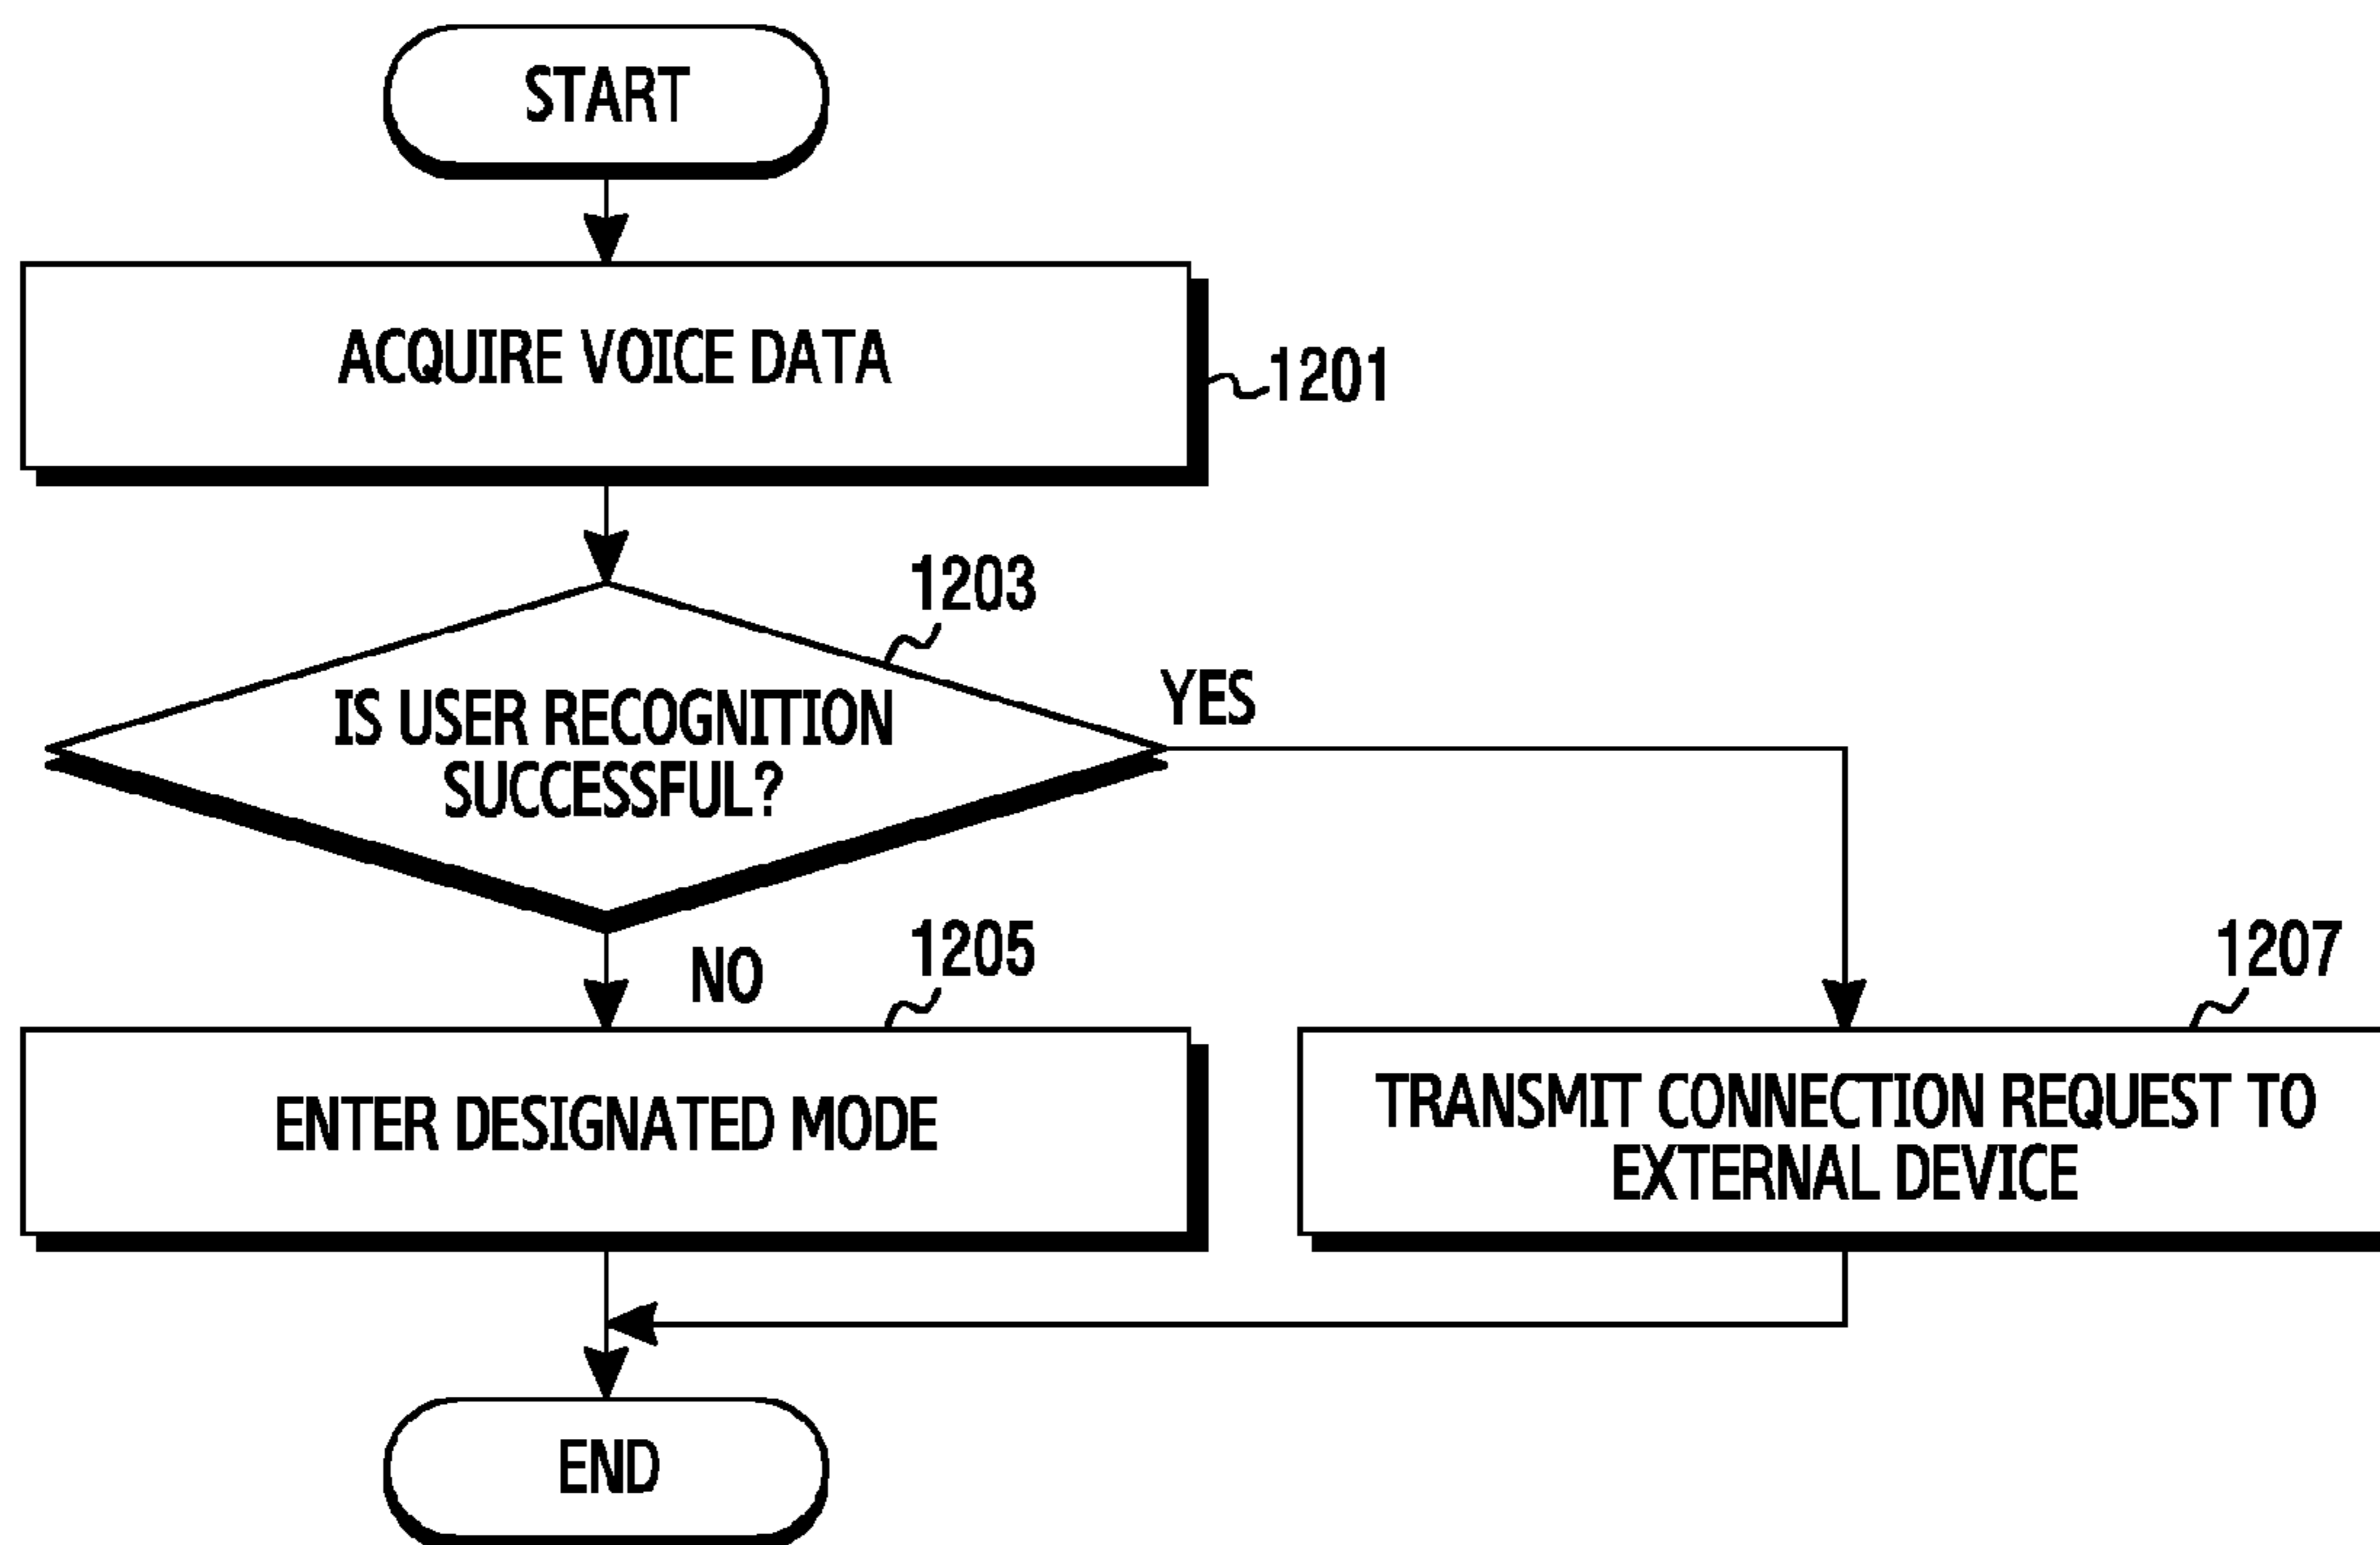 START
ACQUIRE VOICE DATA
1201
1203
IS USER RECOGNITION
SUCCESSFUL?
YES
NO
1205
ENTER DESIGNATED MODE
1207
TRANSMIT CONNECTION REQUEST TO
EXTERNAL DEVICE
END